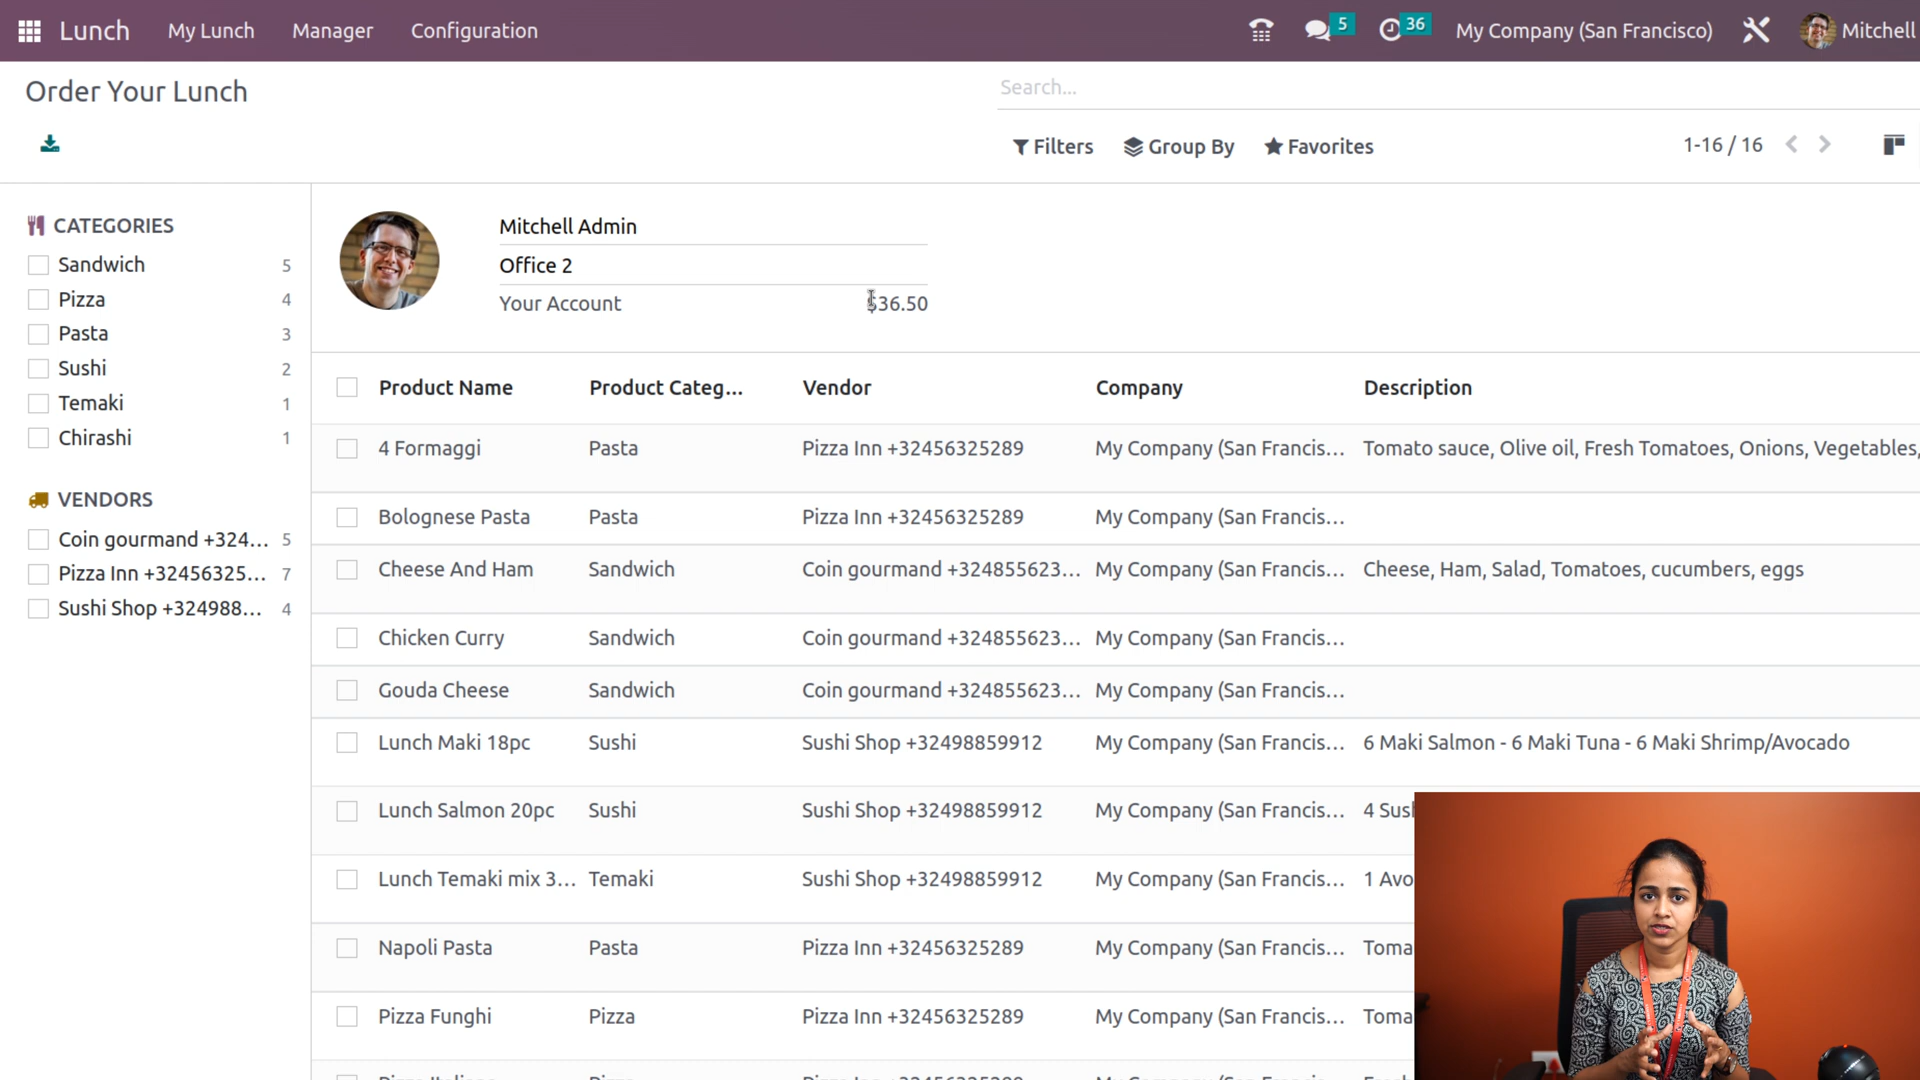 Lunch My Lunch Manager Configuration 5 36 My Company (San Francisco) Mitchell
Order Your Lunch
Search...
Filters Group By Favorites 1-16 / 16
CATEGORIES
Sandwich 5
Pizza 4
Pasta 3
Sushi 2
Temaki 1
Chirashi 1
VENDORS
Coin gourmand +324... 5
Pizza Inn +32456325... 7
Sushi Shop +324988... 4
Mitchell Admin
Office 2
Your Account $36.50
Product Name Product Categ... Vendor Company Description
4 Formaggi Pasta Pizza Inn +32456325289 My Company (San Francis... Tomato sauce, Olive oil, Fresh Tomatoes, Onions, Vegetables,
Bolognese Pasta Pasta Pizza Inn +32456325289 My Company (San Francis...
Cheese And Ham Sandwich Coin gourmand +324855623... My Company (San Francis... Cheese, Ham, Salad, Tomatoes, cucumbers, eggs
Chicken Curry Sandwich Coin gourmand +324855623... My Company (San Francis...
Gouda Cheese Sandwich Coin gourmand +324855623... My Company (San Francis...
Lunch Maki 18pc Sushi Sushi Shop +32498859912 My Company (San Francis... 6 Maki Salmon - 6 Maki Tuna - 6 Maki Shrimp/Avocado
Lunch Salmon 20pc Sushi Sushi Shop +32498859912 My Company (San Francis... 4 Sus
Lunch Temaki mix 3... Temaki Sushi Shop +32498859912 My Company (San Francis... 1 Avo
Napoli Pasta Pasta Pizza Inn +32456325289 My Company (San Francis... Toma
Pizza Funghi Pizza Pizza Inn +32456325289 My Company (San Francis... Toma